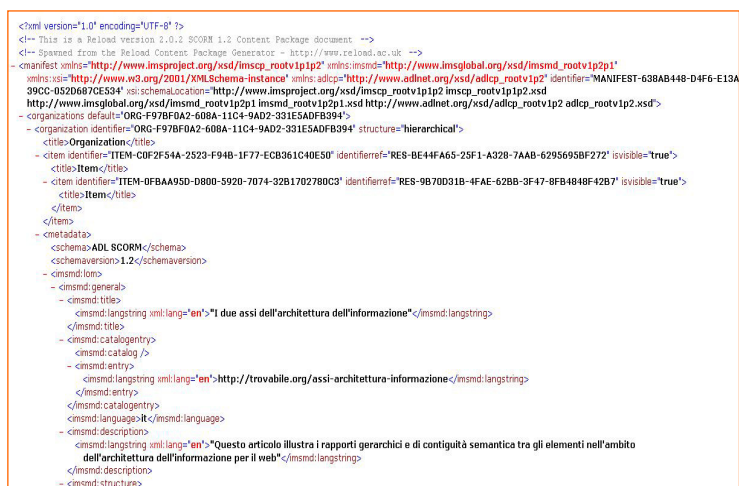 <?xml version="1.0" encoding="UTF-8" ?>
<!-- This is a Reload version 2.0.2 SCORM 1.2 Content Package document -->
<!-- Spawned from the Reload Content Package Generator - http://www.reload.ac.uk -->
- <manifest xmlns="http://www.imsproject.org/xsd/imscp_rootv1p1p2" xmlns:imsmd="http://www.imsglobal.org/xsd/imsmd_rootv1p2p1"
xmlns:xsi="http://www.w3.org/2001/XMLSchema-instance" xmlns:adlcp="http://www.adlnet.org/xsd/adlcp_rootv1p2" identifier="MANIFEST-638AB448-D4F6-E13A
39CC-052D687CE534" xsi:schemaLocation="http://www.imsproject.org/xsd/imscp_rootv1p1p2 imscp_rootv1p1p2.xsd
http://www.imsglobal.org/xsd/imsmd_rootv1p2p1 imsmd_rootv1p2p1.xsd http://www.adlnet.org/xsd/adlcp_rootv1p2 adlcp_rootv1p2.xsd">
- <organizations default="ORG-F97BF0A2-608A-11C4-9AD2-331E5ADFB394">
- <organization identifier="ORG-F97BF0A2-608A-11C4-9AD2-331E5ADFB394" structure="hierarchical">
<title>Organization</title>
- <item identifier="ITEM-C0F2F54A-2523-F94B-1F77-ECB361C40E50" identifierref="RES-BE44FA65-25F1-A328-7AAB-6295695BF272" isvisible="true">
<title>Item</title>
- <item identifier="ITEM-0FBAA95D-D800-5920-7074-32B1702780C3" identifierref="RES-9B70D31B-4FAE-62BB-3F47-8FB4848F42B7" isvisible="true">
<title>Item</title>
</item>
</item>
- <metadata>
<schema>ADL SCORM</schema>
<schemaversion>1.2</schemaversion>
- <imsmd:lom>
- <imsmd:general>
- <imsmd:title>
<imsmd:langstring xml:lang="en">"I due assi dell'architettura dell'informazione"</imsmd:langstring>
</imsmd:title>
- <imsmd:catalogentry>
<imsmd:catalog />
- <imsmd:entry>
<imsmd:langstring xml:lang="en">http://trovabile.org/assi-architettura-informazione</imsmd:langstring>
</imsmd:entry>
</imsmd:catalogentry>
<imsmd:language>it</imsmd:language>
- <imsmd:description>
<imsmd:langstring xml:lang="en">"Questo articolo illustra i rapporti gerarchici e di contiguità semantica tra gli elementi nell'ambito
dell'architettura dell'informazione per il web"</imsmd:langstring>
</imsmd:description>
- <imsmd:structure>